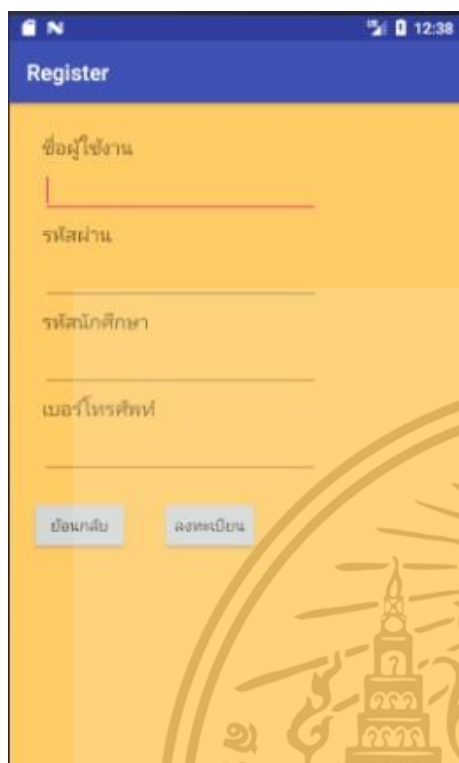 12:38
Register
ชื่อผู้ใช้งาน
รหัสผ่าน
รหัสนักศึกษา
เบอร์โทรศัพท์
ย้อนกลับ
ลงทะเบียน